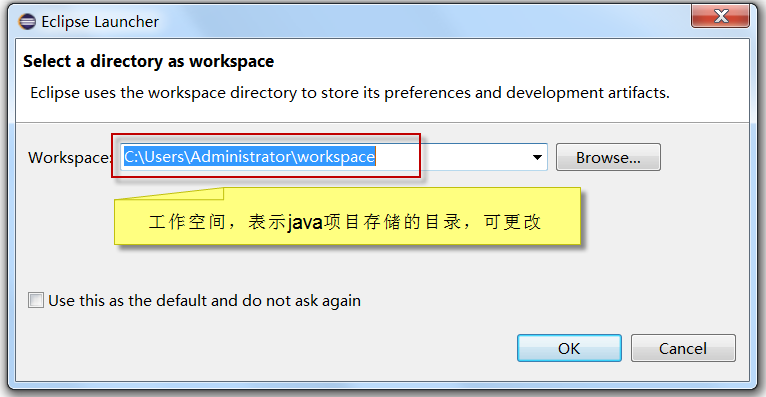 Eclipse Launcher
Select a directory as workspace
Eclipse uses the workspace directory to store its preferences and development artifacts.
Workspace: C:\Users\Administrator\workspace Browse...
工作空间，表示java项目存储的目录，可更改
Use this as the default and do not ask again
OK Cancel